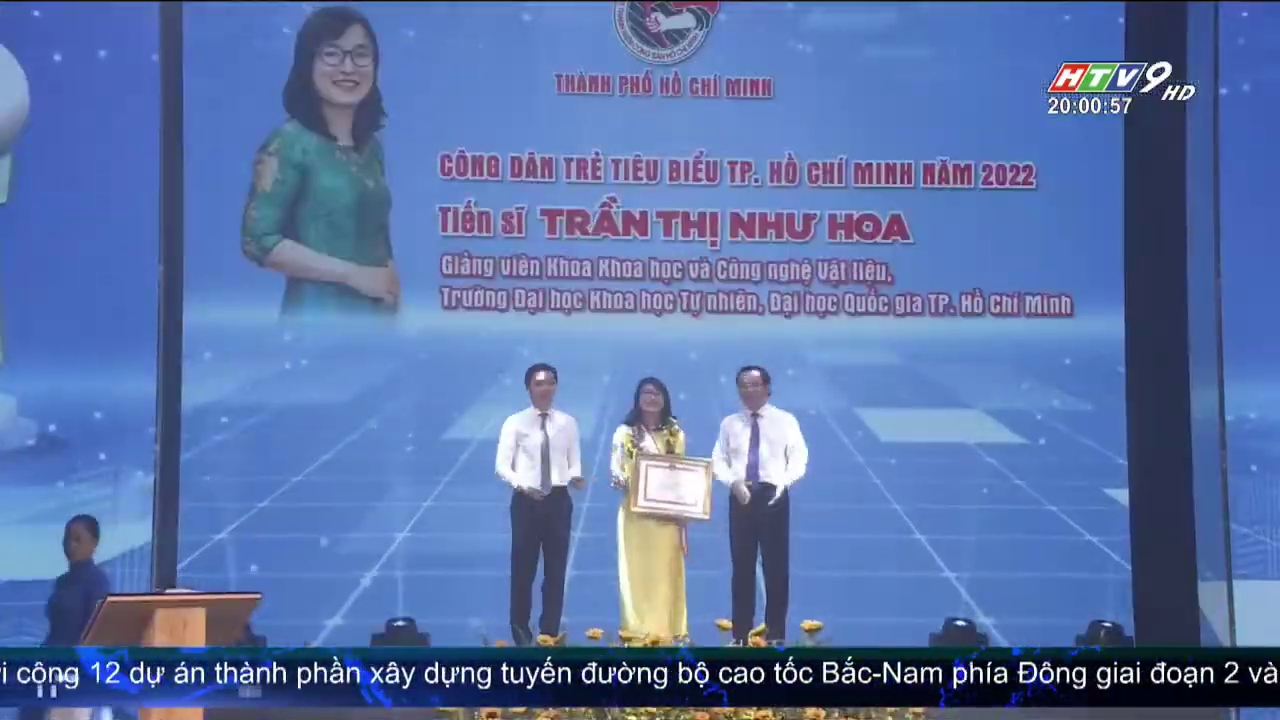 THÀNH PHỐ HỒ CHÍ MINH
HTV9 HD
20:00:57
CÔNG DÂN TRẺ TIÊU BIỂU TP. HỒ CHÍ MINH NĂM 2022
Tiến sĩ TRẦN THỊ NHƯ HOA
Giảng viên Khoa Khoa học và Công nghệ Vật liệu,
Trường Đại học Khoa học Tự nhiên, Đại học Quốc gia TP. Hồ Chí Minh
công 12 dự án thành phần xây dựng tuyến đường bộ cao tốc Bắc-Nam phía Đông giai đoạn 2 và